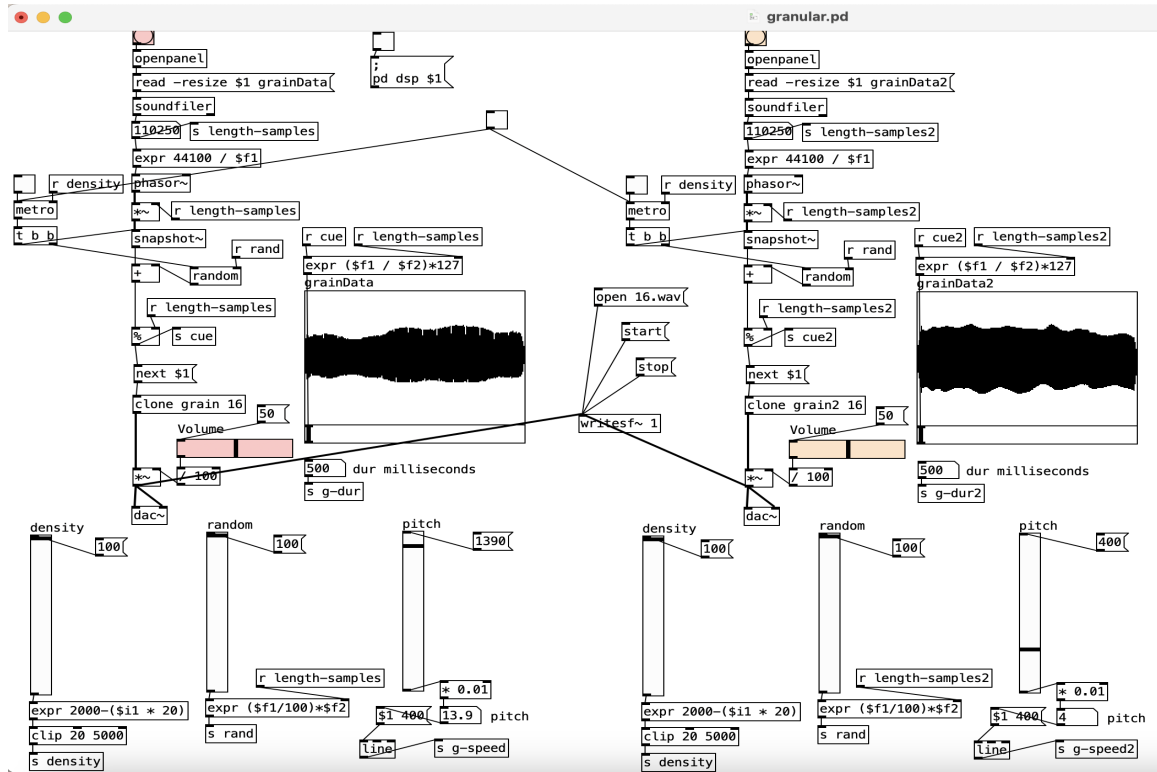 granular.pd
openpanel
read -resize $1 grainData
soundfiler
110250
s length-samples
expr 44100 / $f1
r density
phasor~
metro
*~
r length-samples
t b b
snapshot~
r rand
+
random
r length-samples
%
s cue
next $1
clone grain 16
50
Volume
*~
/ 100
dac~
;
pd dsp $1
r cue
r length-samples
expr ($f1 / $f2)*127
grainData
500
dur milliseconds
s g-dur
open 16.wav
start
stop
writesf~ 1
openpanel
read -resize $1 grainData2
soundfiler
110250
s length-samples2
expr 44100 / $f1
r density
phasor~
metro
*~
r length-samples2
t b b
snapshot~
r rand
+
random
r length-samples2
%
s cue2
next $1
clone grain2 16
50
Volume
*~
/ 100
dac~
r cue2
r length-samples2
expr ($f1 / $f2)*127
grainData2
500
dur milliseconds
s g-dur2
density
100
expr 2000-($i1 * 20)
clip 20 5000
s density
random
100
r length-samples
expr ($f1/100)*$f2
s rand
pitch
1390
* 0.01
$1 400
13.9
pitch
line
s g-speed
density
100
expr 2000-($i1 * 20)
clip 20 5000
s density
random
100
r length-samples2
expr ($f1/100)*$f2
s rand
pitch
400
* 0.01
$1 400
4
pitch
line
s g-speed2